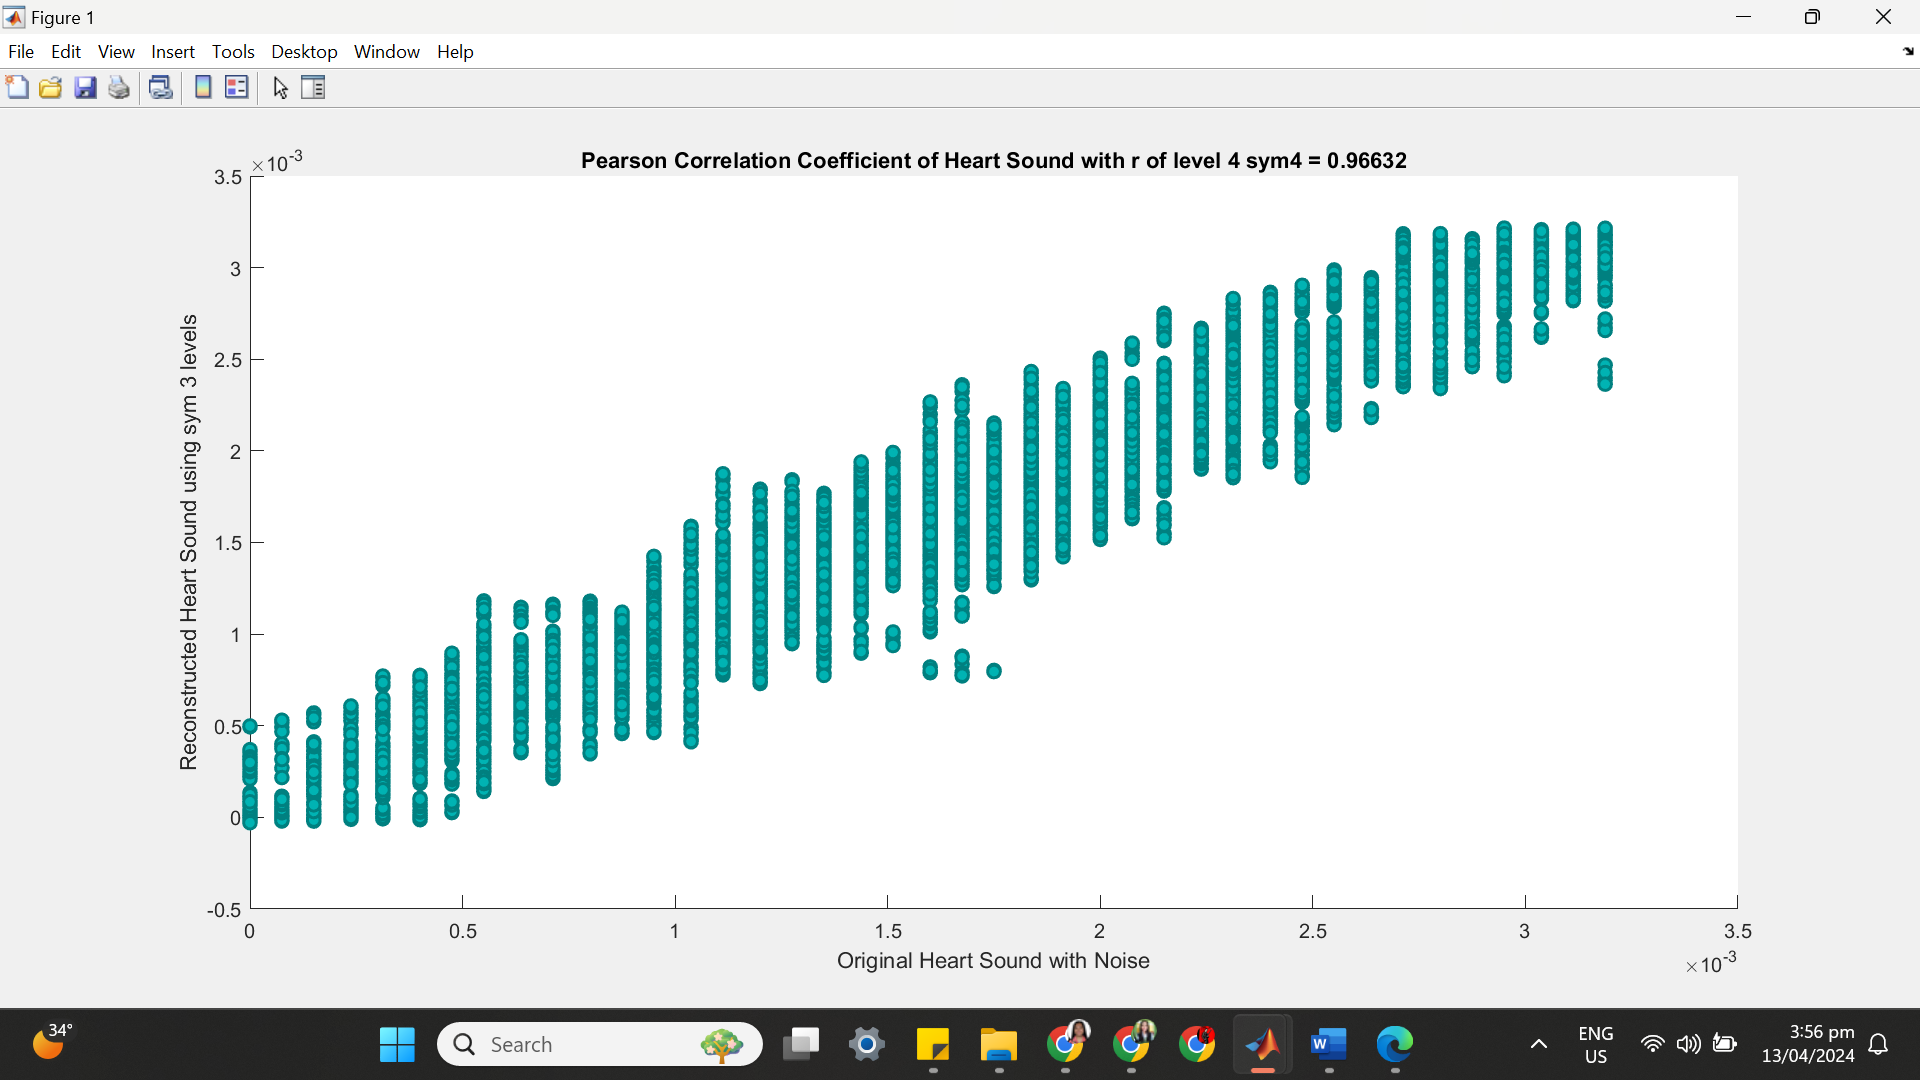 Figure 1
File Edit View Insert Tools Desktop Window Help
Pearson Correlation Coefficient of Heart Sound with r of level 4 sym4 = 0.96632
×10-3
3.5
3
2.5
2
1.5
1
0.5
0
-0.5
Reconstructed Heart Sound using sym 3 levels
0 0.5 1 1.5 2 2.5 3 3.5
Original Heart Sound with Noise
×10-3
34°
Search
W
ENG
US
3:56 pm
13/04/2024